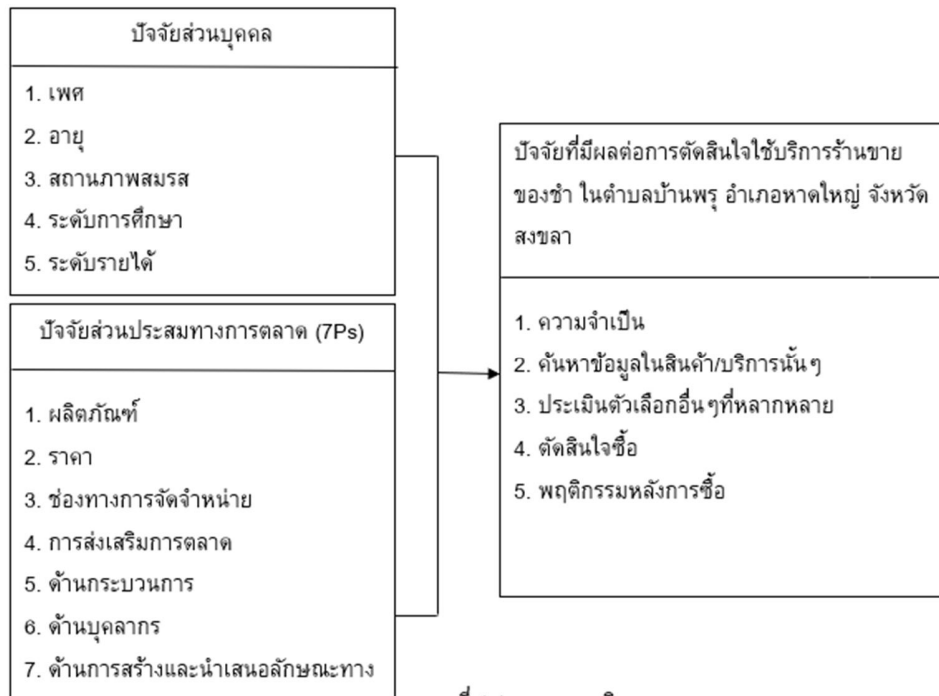 ปัจจัยส่วนบุคคล
1. เพศ
2. อายุ
3. สถานภาพสมรส
4. ระดับการศึกษา
5. ระดับรายได้
ปัจจัยส่วนประสมทางการตลาด (7Ps)
1. ผลิตภัณฑ์
2. ราคา
3. ช่องทางการจัดจำหน่าย
4. การส่งเสริมการตลาด
5. ด้านกระบวนการ
6. ด้านบุคลากร
7. ด้านการสร้างและนำเสนอลักษณะทาง
ปัจจัยที่มีผลต่อการตัดสินใจใช้บริการร้านขาย
ของชำ ในตำบลบ้านพรุ อำเภอหาดใหญ่ จังหวัด
สงขลา
1. ความจำเป็น
2. ค้นหาข้อมูลในสินค้า/บริการนั้นๆ
3. ประเมินตัวเลือกอื่นๆที่หลากหลาย
4. ตัดสินใจซื้อ
5. พฤติกรรมหลังการซื้อ